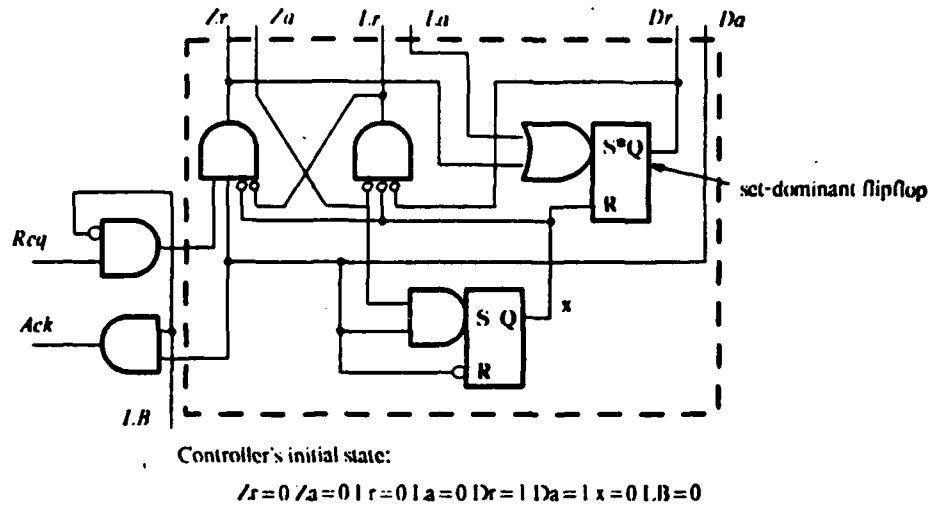 Zr Za Lr La Dr Da
S* Q
R
set-dominant flipflop
Req
x
S Q
Ack
R
LB
Controller's initial state:
Zr=0 Za=0 Lr=0 La=0 Dr=1 Da=1 x=0 LB=0